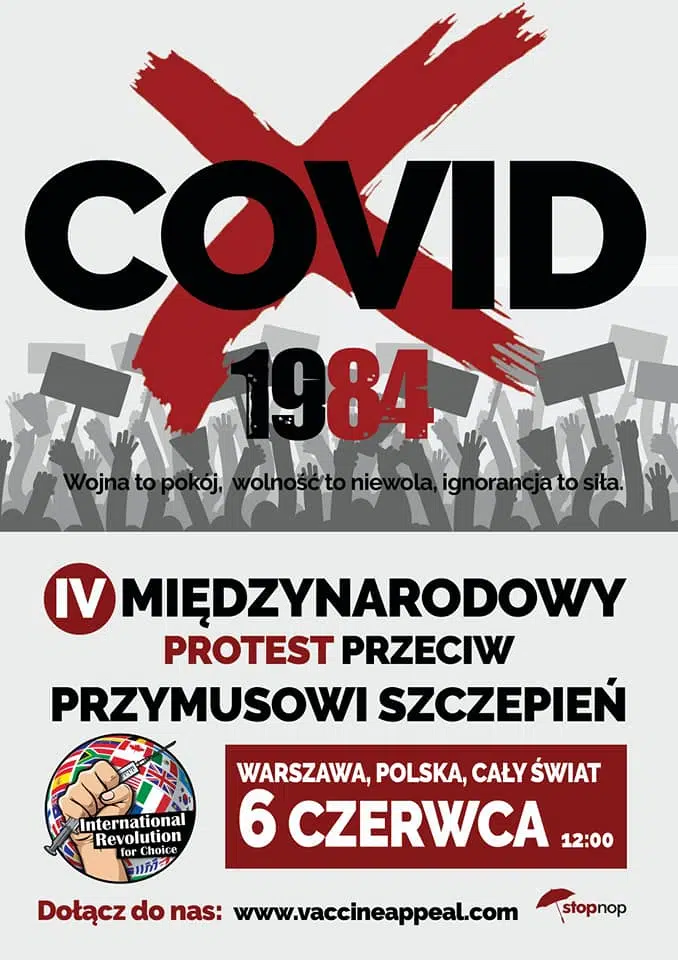 COVID
1984
Wojna to pokój, wolność to niewola, ignorancja to siła.
IV MIĘDZYNARODOWY
PROTEST PRZECIW
PRZYMUSOWI SZCZEPIEŃ
International
Revolution
for Choice
WARSZAWA, POLSKA, CAŁY ŚWIAT
6 CZERWCA 12:00
Dołącz do nas: www.vaccineappeal.com
stopnop